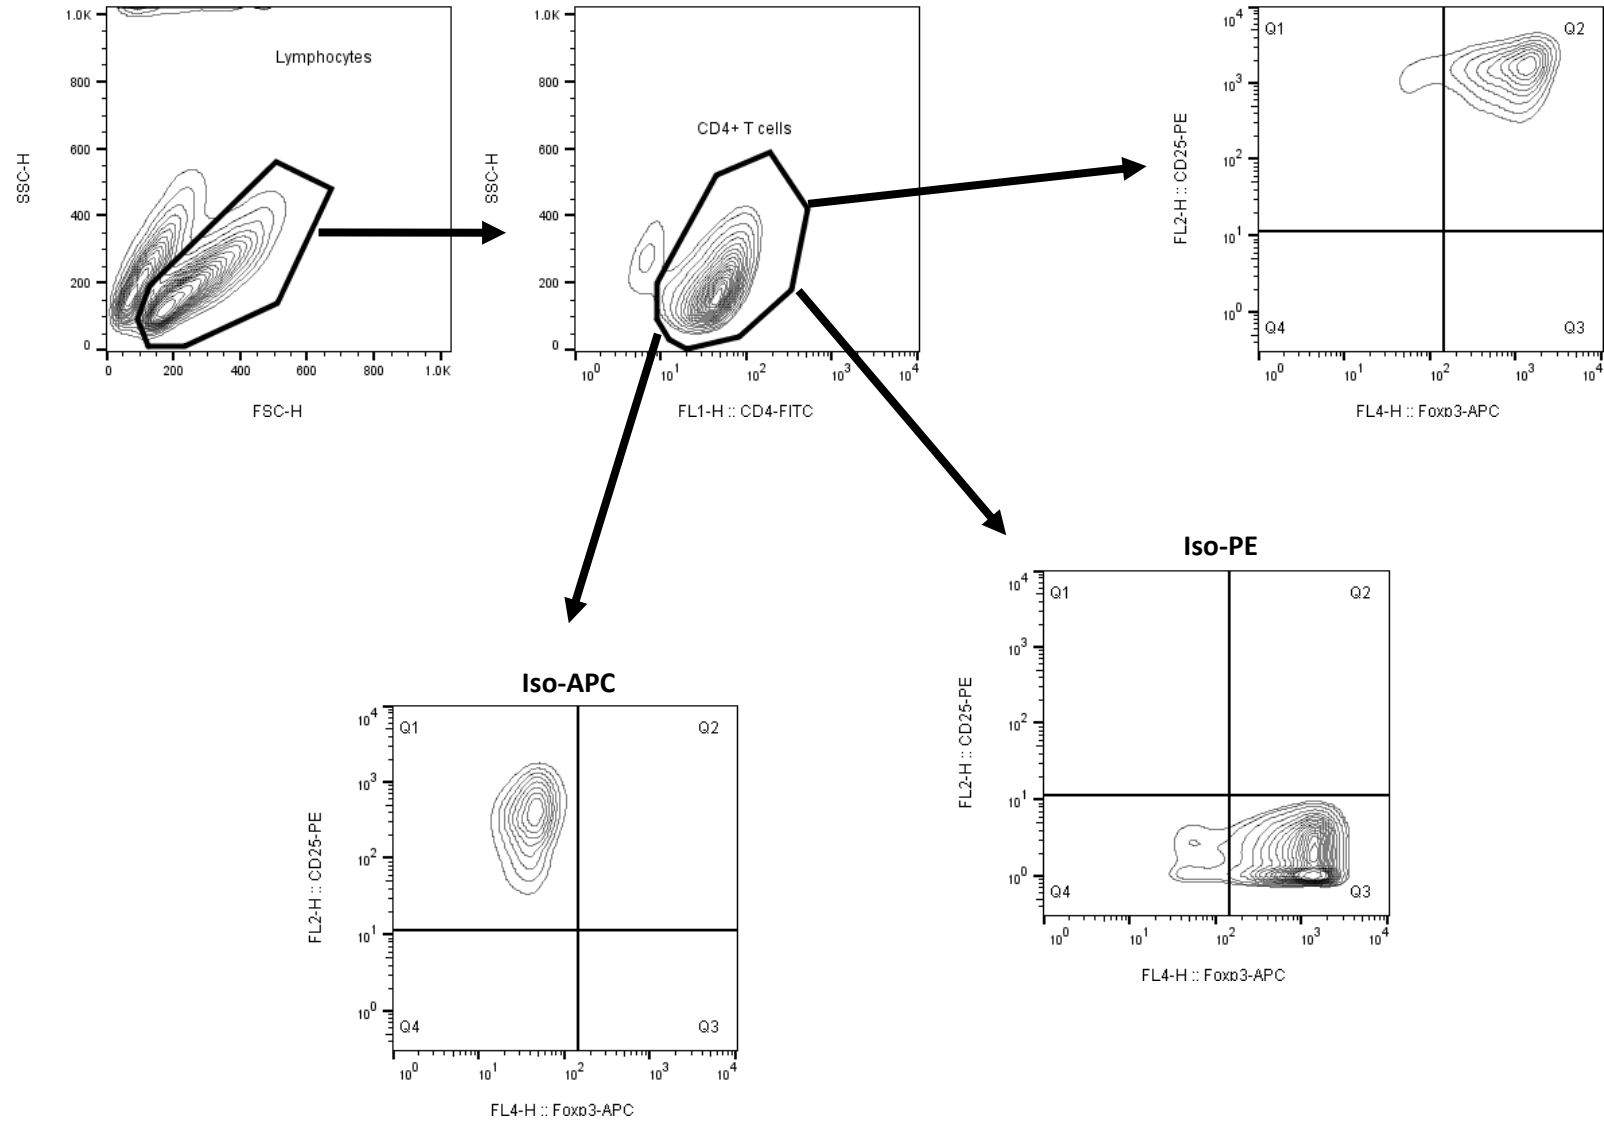 1.0K
800
600
400
200
0
SSC-H
Lymphocytes
0 200 400 600 800 1.0K
FSC-H
1.0K
800
600
400
200
0
SSC-H
CD4+ T cells
10^0 10^1 10^2 10^3 10^4
FL1-H :: CD4-FITC
10^4
10^3
10^2
10^1
10^0
FL2-H :: CD25-PE
Q1 Q2
Q4 Q3
10^0 10^1 10^2 10^3 10^4
FL4-H :: Foxp3-APC
Iso-PE
10^4
10^3
10^2
10^1
10^0
FL2-H :: CD25-PE
Q1 Q2
Q4 Q3
10^0 10^1 10^2 10^3 10^4
FL4-H :: Foxp3-APC
Iso-APC
10^4
10^3
10^2
10^1
10^0
FL2-H :: CD25-PE
Q1 Q2
Q4 Q3
10^0 10^1 10^2 10^3 10^4
FL4-H :: Foxp3-APC